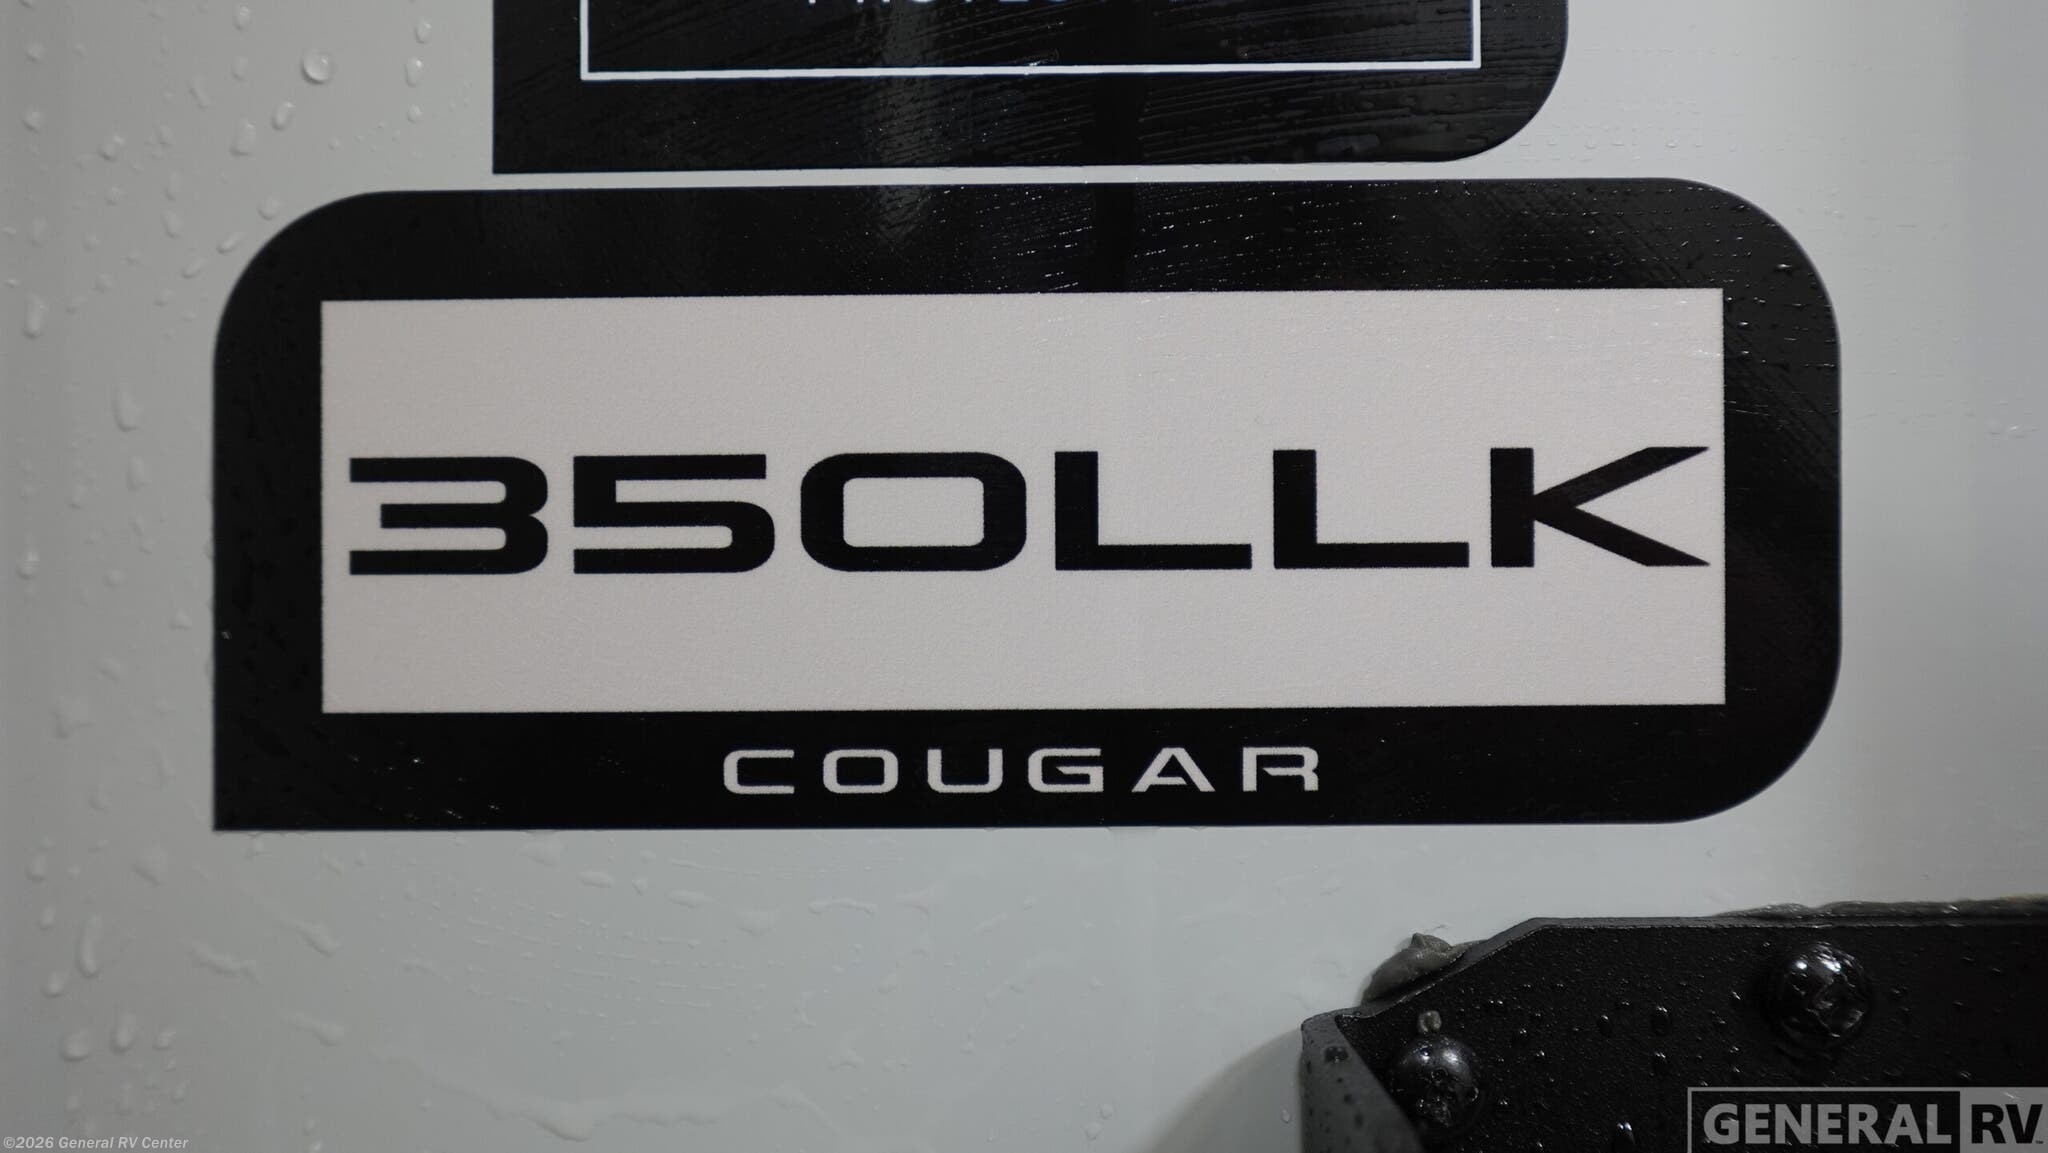 350LLK
COUGAR
GENERAL RV
©2026 General RV Center